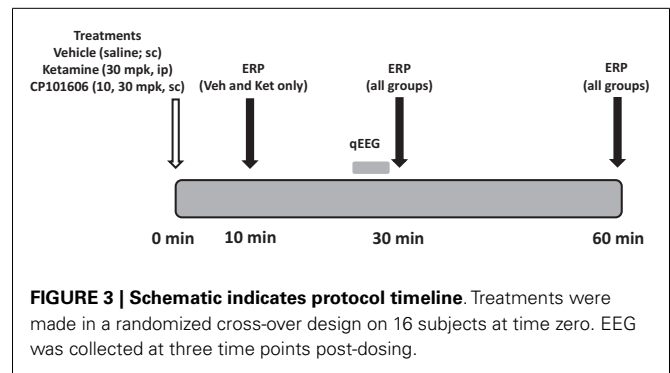 Treatments
Vehicle (saline; sc)
Ketamine (30 mpk, ip)
CP101606 (10, 30 mpk, sc)
ERP
(Veh and Ket only)
ERP
(all groups)
ERP
(all groups)
qEEG
0 min
10 min
30 min
60 min
FIGURE 3 | Schematic indicates protocol timeline. Treatments were
made in a randomized cross-over design on 16 subjects at time zero. EEG
was collected at three time points post-dosing.